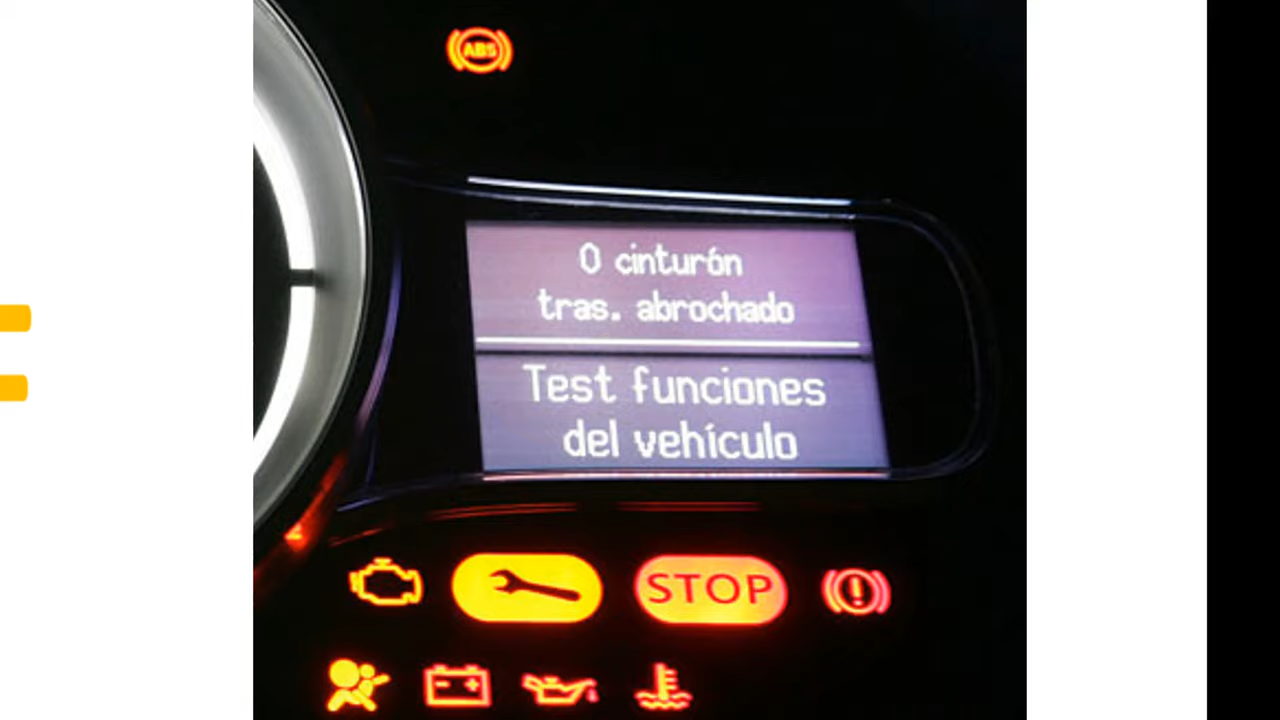 ABS
0 cinturón
tras. abrochado
Test funciones
del vehículo
STOP